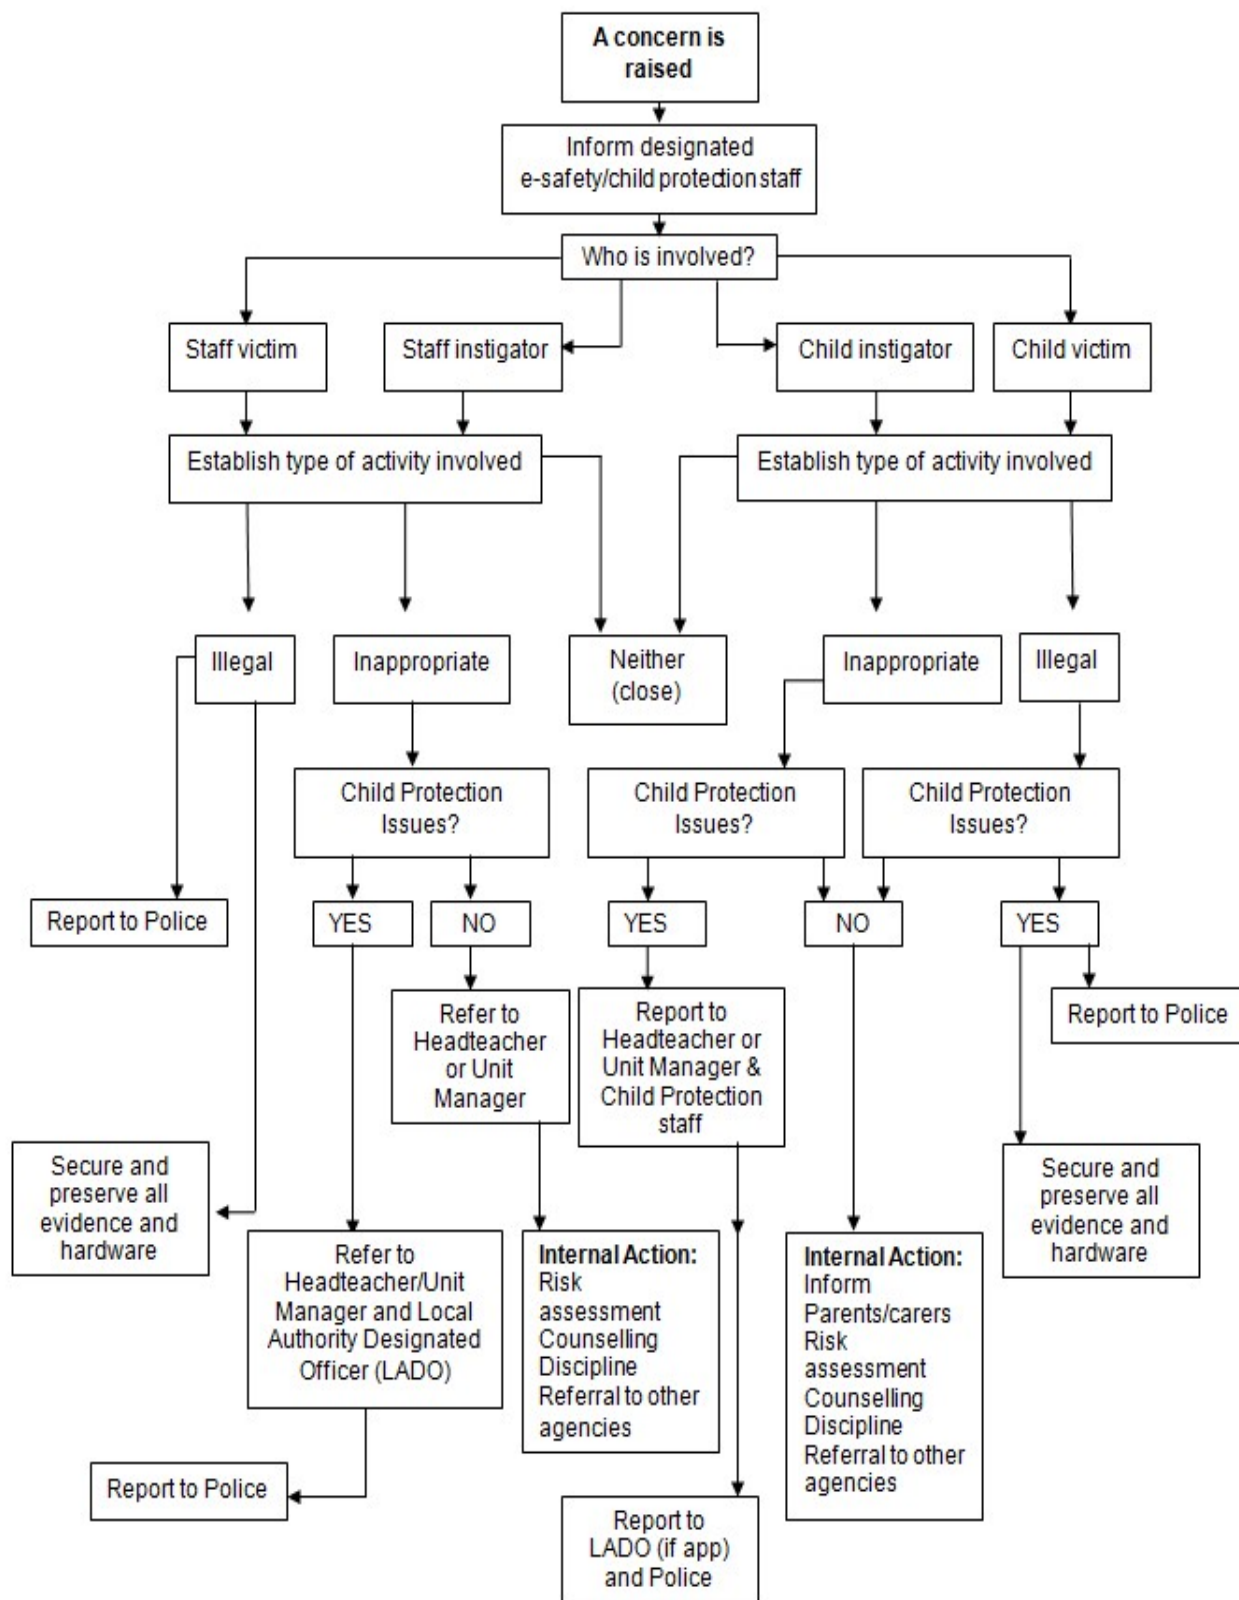 A concern is
raised
Inform designated
e-safety/child protection staff
Who is involved?
Staff victim
Staff instigator
Child instigator
Child victim
Establish type of activity involved
Establish type of activity involved
Illegal
Inappropriate
Neither
(close)
Inappropriate
Illegal
Child Protection
Issues?
Child Protection
Issues?
Child Protection
Issues?
Report to Police
YES
NO
YES
NO
YES
Refer to
Headteacher
or Unit
Manager
Report to
Headteacher or
Unit Manager &
Child Protection
staff
Report to Police
Secure and
preserve all
evidence and
hardware
Secure and
preserve all
evidence and
hardware
Refer to
Headteacher/Unit
Manager and Local
Authority Designated
Officer (LADO)
Internal Action:
Risk
assessment
Counselling
Discipline
Referral to other
agencies
Internal Action:
Inform
Parents/carers
Risk
assessment
Counselling
Discipline
Referral to other
agencies
Report to Police
Report to
LADO (if app)
and Police